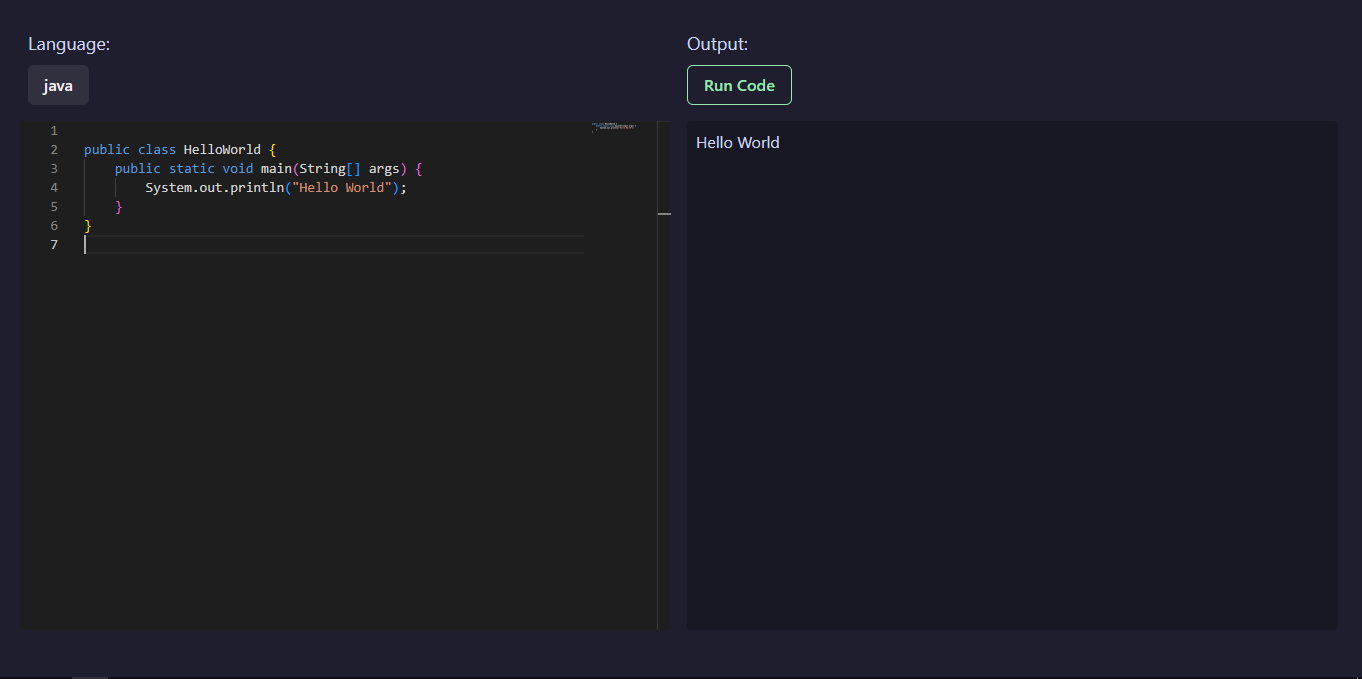 Language:
java
1
2 public class HelloWorld {
3     public static void main(String[] args) {
4         System.out.println("Hello World");
5     }
6 }
7
Output:
Run Code
Hello World